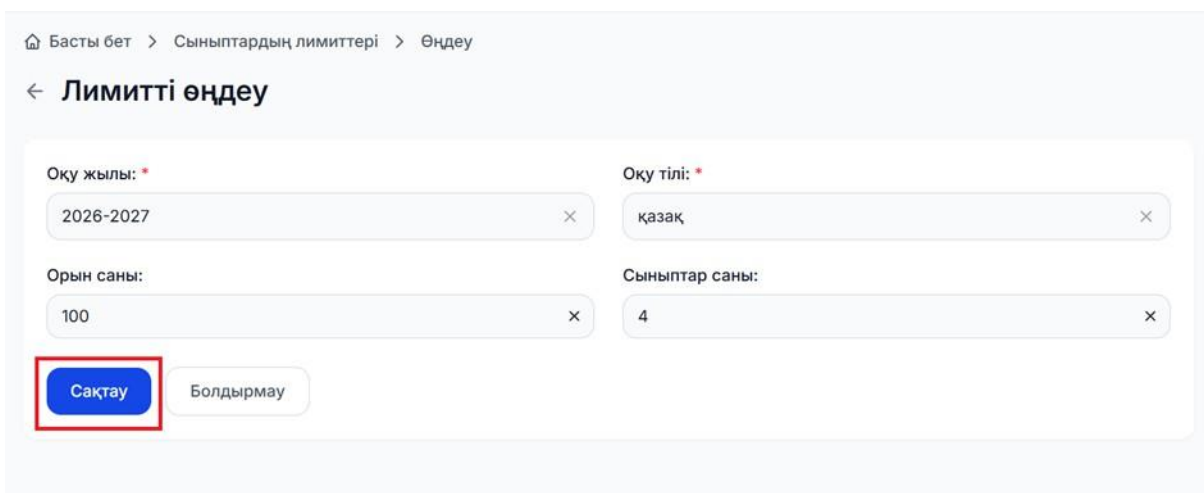 Басты бет > Сыныптардың лимиттері > Өңдеу
← Лимитті өңдеу
Оқу жылы: * Оқу тілі: *
2026-2027 × қазақ ×
Орын саны: Сыныптар саны:
100 × 4 ×
Сақтау Болдырмау